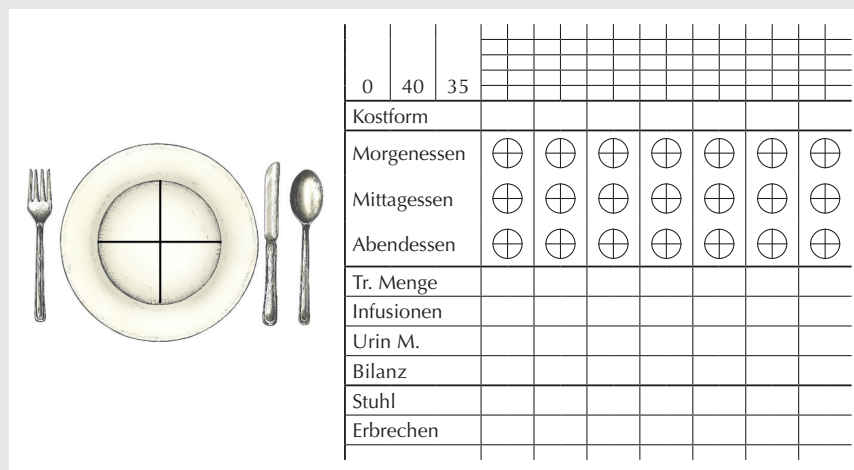 0 40 35
Kostform
Morgenessen
Mittagessen
Abendessen
Tr. Menge
Infusionen
Urin M.
Bilanz
Stuhl
Erbrechen